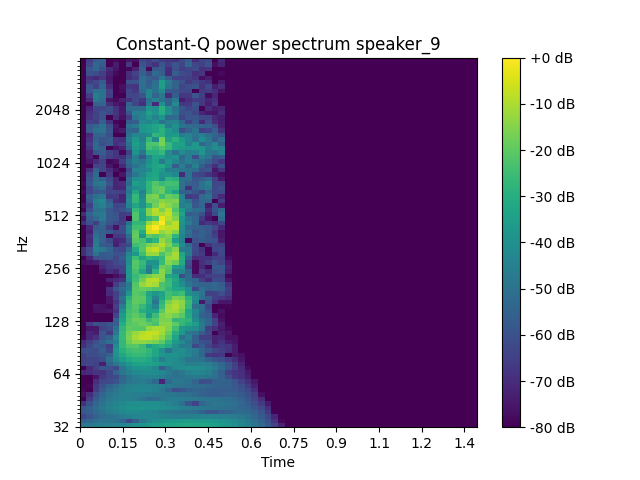 Constant-Q power spectrum speaker_9
+0 dB
2048
-10 dB
1024
-20 dB
512
-30 dB
Hz
-40 dB
256
-50 dB
128
-60 dB
64
-70 dB
32
-80 dB
0 0.15 0.3 0.45 0.6 0.75 0.9 1.1 1.2 1.4
Time